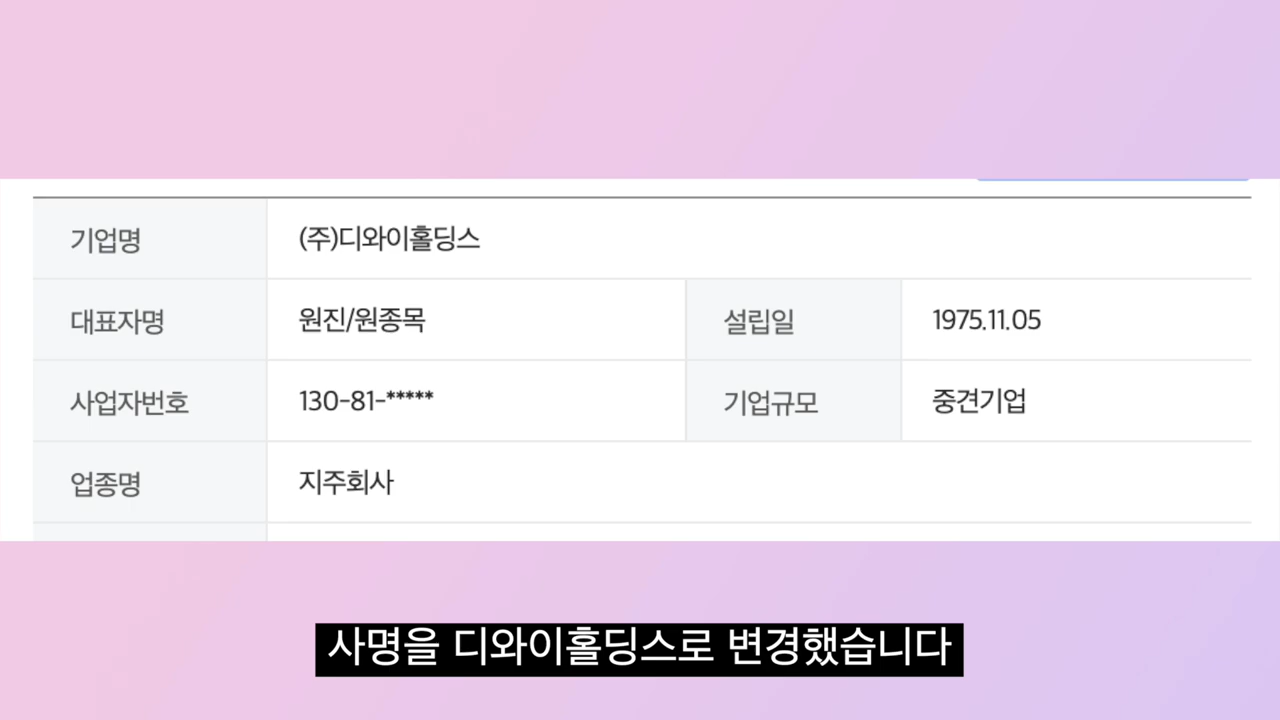 기업명 (주)디와이홀딩스
대표자명 원진/원종목 설립일 1975.11.05
사업자번호 130-81-***** 기업규모 중견기업
업종명 지주회사
사명을 디와이홀딩스로 변경했습니다